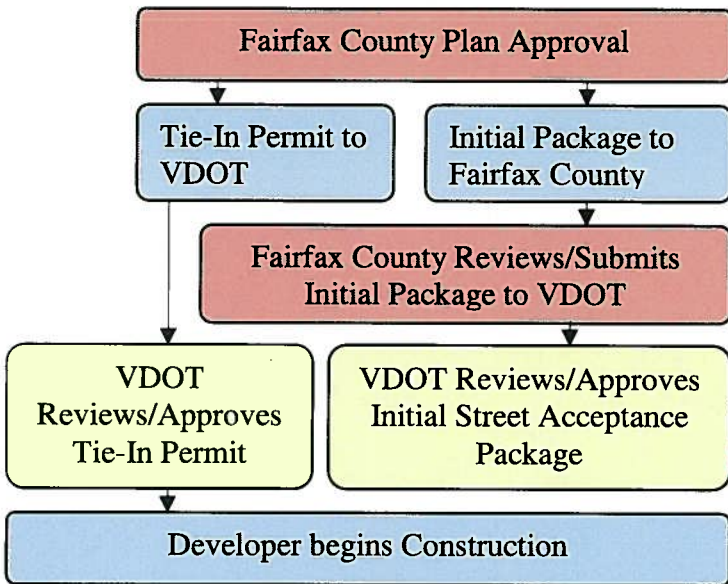 Fairfax County Plan Approval
Tie-In Permit to
VDOT
Initial Package to
Fairfax County
Fairfax County Reviews/Submits
Initial Package to VDOT
VDOT
Reviews/Approves
Tie-In Permit
VDOT Reviews/Approves
Initial Street Acceptance
Package
Developer begins Construction